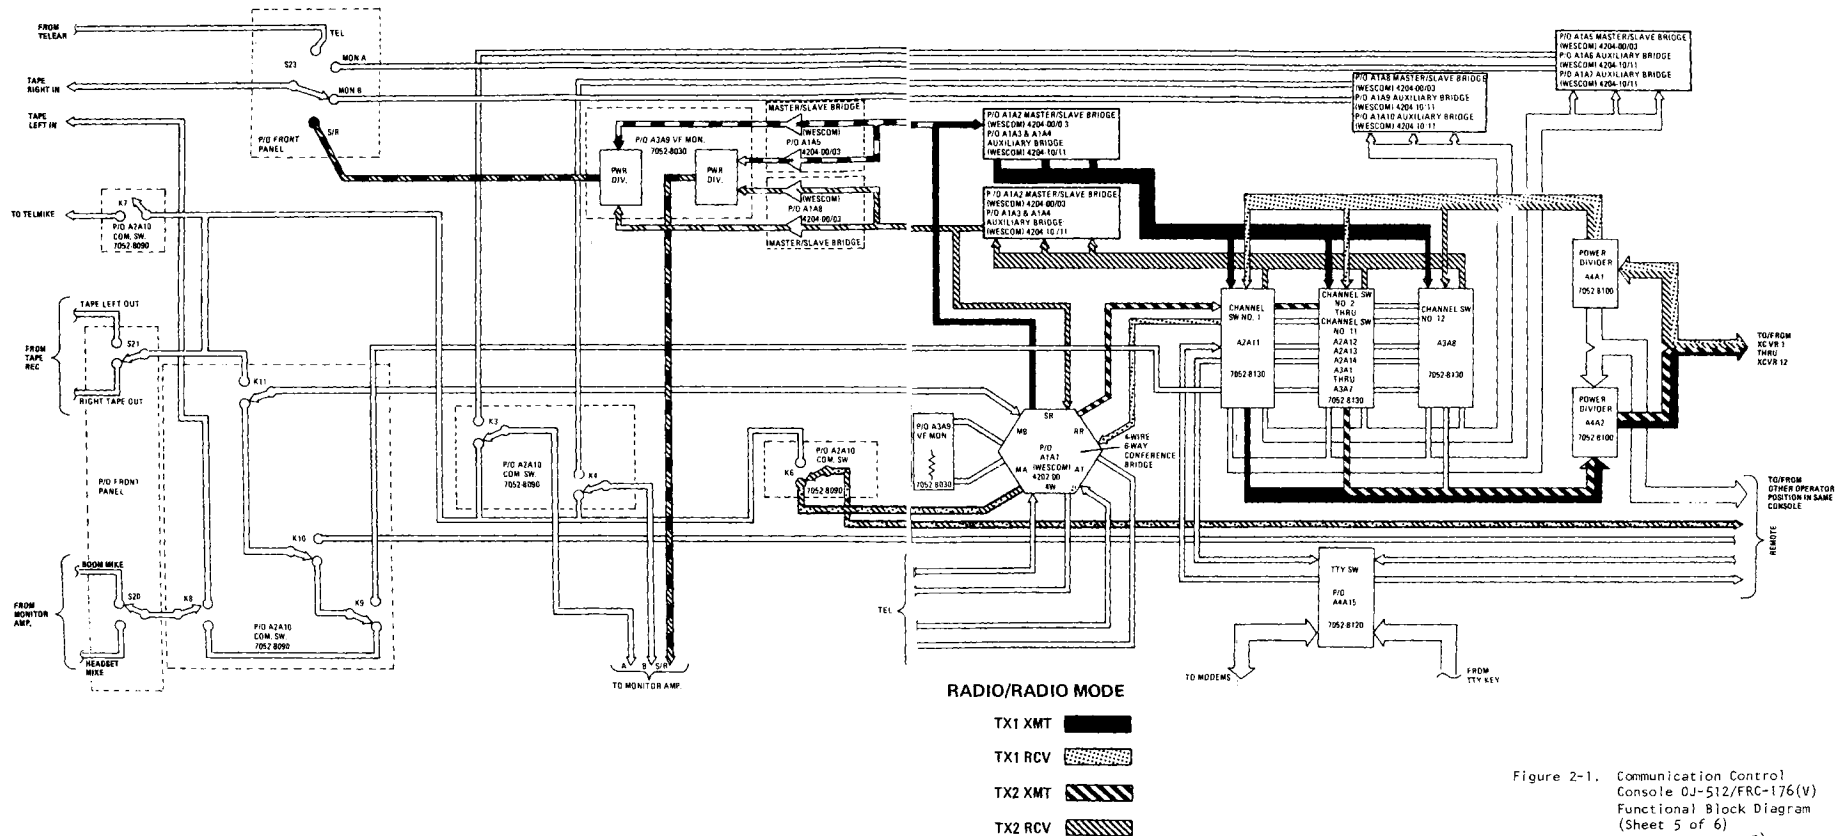 FROM
TELEAR
TEL
MON A
S23
TAPE
RIGHT IN
MON B
TAPE
LEFT IN
S/R
P/O FRONT
PANEL
K7
TO TELMIKE
P/O A2A10
COM. SW.
7052-8090
TAPE LEFT OUT
S21
FROM
TAPE
REC
RIGHT TAPE OUT
K11
P/O FRONT
PANEL
K10
BOOM MIKE
S20
K8
K9
FROM
MONITOR
AMP.
P/O A2A10
COM. SW.
7052 8090
HEADSET
MIKE
P/O A3A9 VF MON.
7052-8030
PWR
DIV.
PWR
DIV.
MASTER/SLAVE BRIDGE
(WESCOM)
P/O A1A5
4204-00/03
(WESCOM)
P/O A1A8
4204-00/03
MASTER/SLAVE BRIDGE
K3
P/O A2A10
COM SW.
7052-8090
K4
P/O A2A10
COM. SW
K6
7052 8090
A
B
S/R
TO MONITOR AMP.
P/O A1A2 MASTER/SLAVE BRIDGE
(WESCOM) 4204-00/0 3
P/O A1A3 & A1A4
AUXILIARY BRIDGE
(WESCOM) 4204-10/11
P/O A1A2 MASTER/SLAVE BRIDGE
(WESCOM) 4204-00/03
P/O A1A3 & A1A4
AUXILIARY BRIDGE
(WESCOM) 4204 10/11
P/O A1A8 MASTER/SLAVE BRIDGE
(WESCOM) 4204-00/03
P/O A1A9 AUXILIARY BRIDGE
(WESCOM) 4204 10/11
P/O A1A10 AUXILIARY BRIDGE
(WESCOM) 4204 10 11
P/O A1A5 MASTER/SLAVE BRIDGE
(WESCOM) 4204-00/03
P/O A1A6 AUXILIARY BRIDGE
(WESCOM) 4204-10/11
P/O A1A7 AUXILIARY BRIDGE
(WESCOM) 4204-10/11
CHANNEL
SW NO. 1
A2A11
7052-8130
CHANNEL SW
NO. 2
THRU
CHANNEL SW
NO 11
A2A12
A2A13
A2A14
A3A1
THRU
A3A7
7052 8130
CHANNEL SW
NO. 12
A3A8
7052-8130
POWER
DIVIDER
A4A1
7052 8100
POWER
DIVIDER
A4A2
7052 8100
TO/FROM
XCVR 1
THRU
XCVR 12
TO/FROM
OTHER OPERATOR
POSITION IN SAME
CONSOLE
REMOTE
P/O A3A9
VF MON
7052 8030
SR
MB
RR
MA
AT
P/O
A1A1
(WESCOM)
4202 00
4W
4-WIRE
6-WAY
CONFERENCE
BRIDGE
TEL
TTY SW
P/O
A4A15
7052-8120
TO MODEMS
FROM
TTY KEY
RADIO/RADIO MODE
TX1 XMT
TX1 RCV
TX2 XMT
TX2 RCV
Figure 2-1. Communication Control
Console OJ-512/FRC-176(V)
Functional Block Diagram
(Sheet 5 of 6)